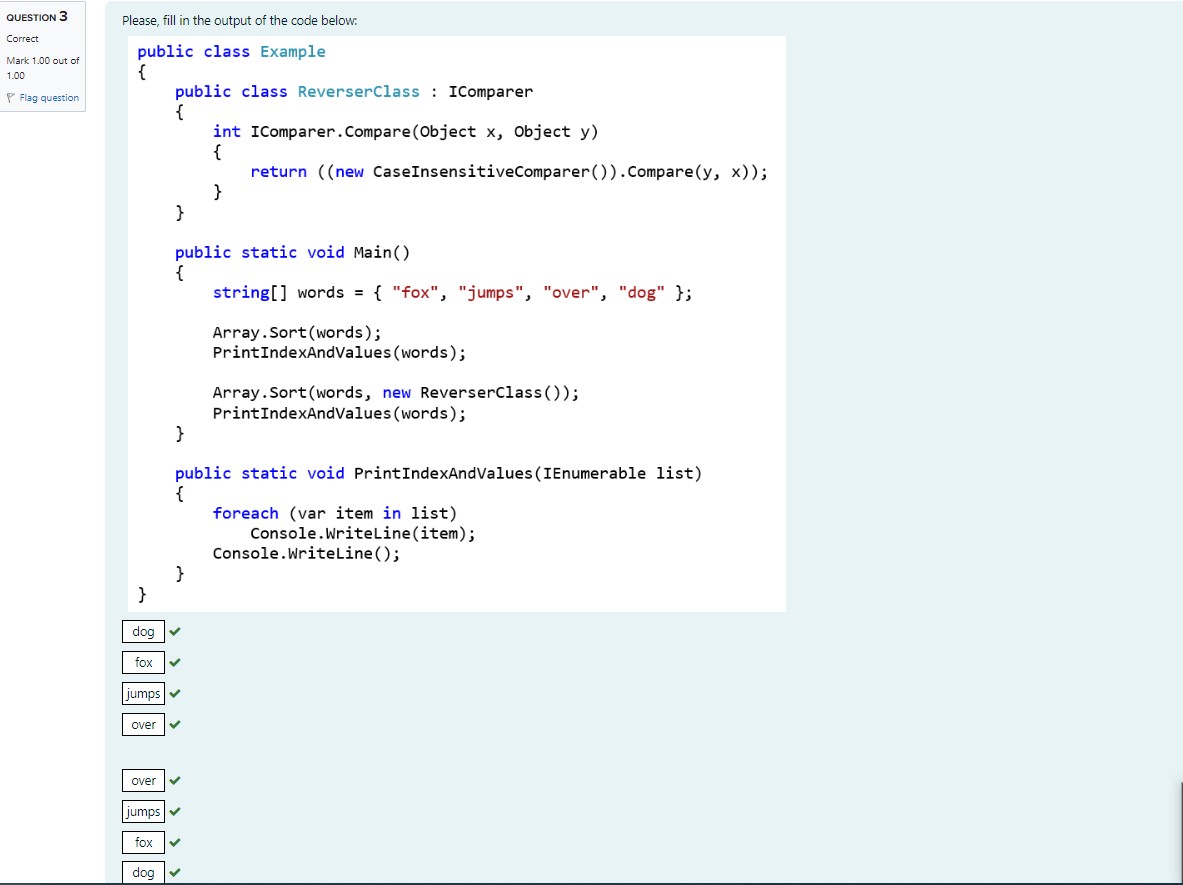 QUESTION 3
Correct
Mark 1.00 out of
1.00
Flag question
Please, fill in the output of the code below:
public class Example
{
    public class ReverserClass : IComparer
    {
        int IComparer.Compare(Object x, Object y)
        {
            return ((new CaseInsensitiveComparer()).Compare(y, x));
        }
    }

    public static void Main()
    {
        string[] words = { "fox", "jumps", "over", "dog" };

        Array.Sort(words);
        PrintIndexAndValues(words);

        Array.Sort(words, new ReverserClass());
        PrintIndexAndValues(words);
    }

    public static void PrintIndexAndValues(IEnumerable list)
    {
        foreach (var item in list)
            Console.WriteLine(item);
        Console.WriteLine();
    }
}
dog
fox
jumps
over
over
jumps
fox
dog